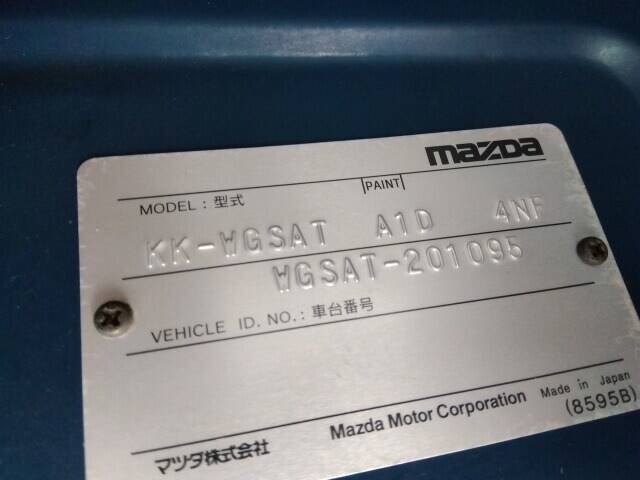 mazda
MODEL : 型式 PAINT
KK-WGSAT A1D 4NF
WGSAT-201095
VEHICLE ID. NO. : 車台番号
マツダ株式会社 Mazda Motor Corporation Made in Japan
(8595B)